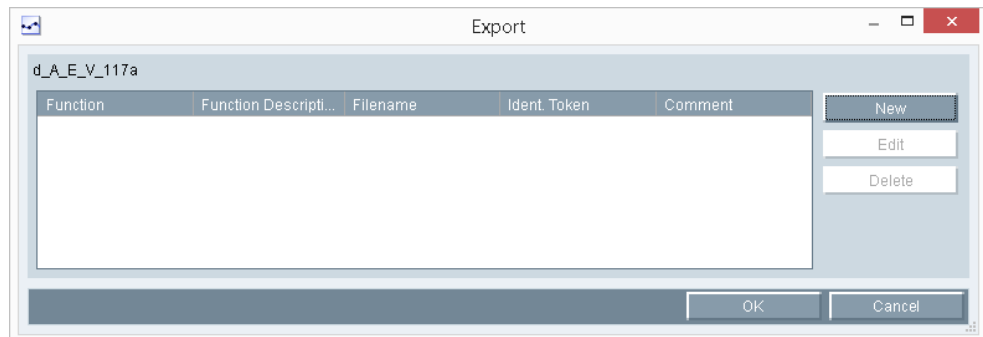 Export
d_A_E_V_117a
Function Function Descripti... Filename Ident. Token Comment
New
Edit
Delete
OK Cancel